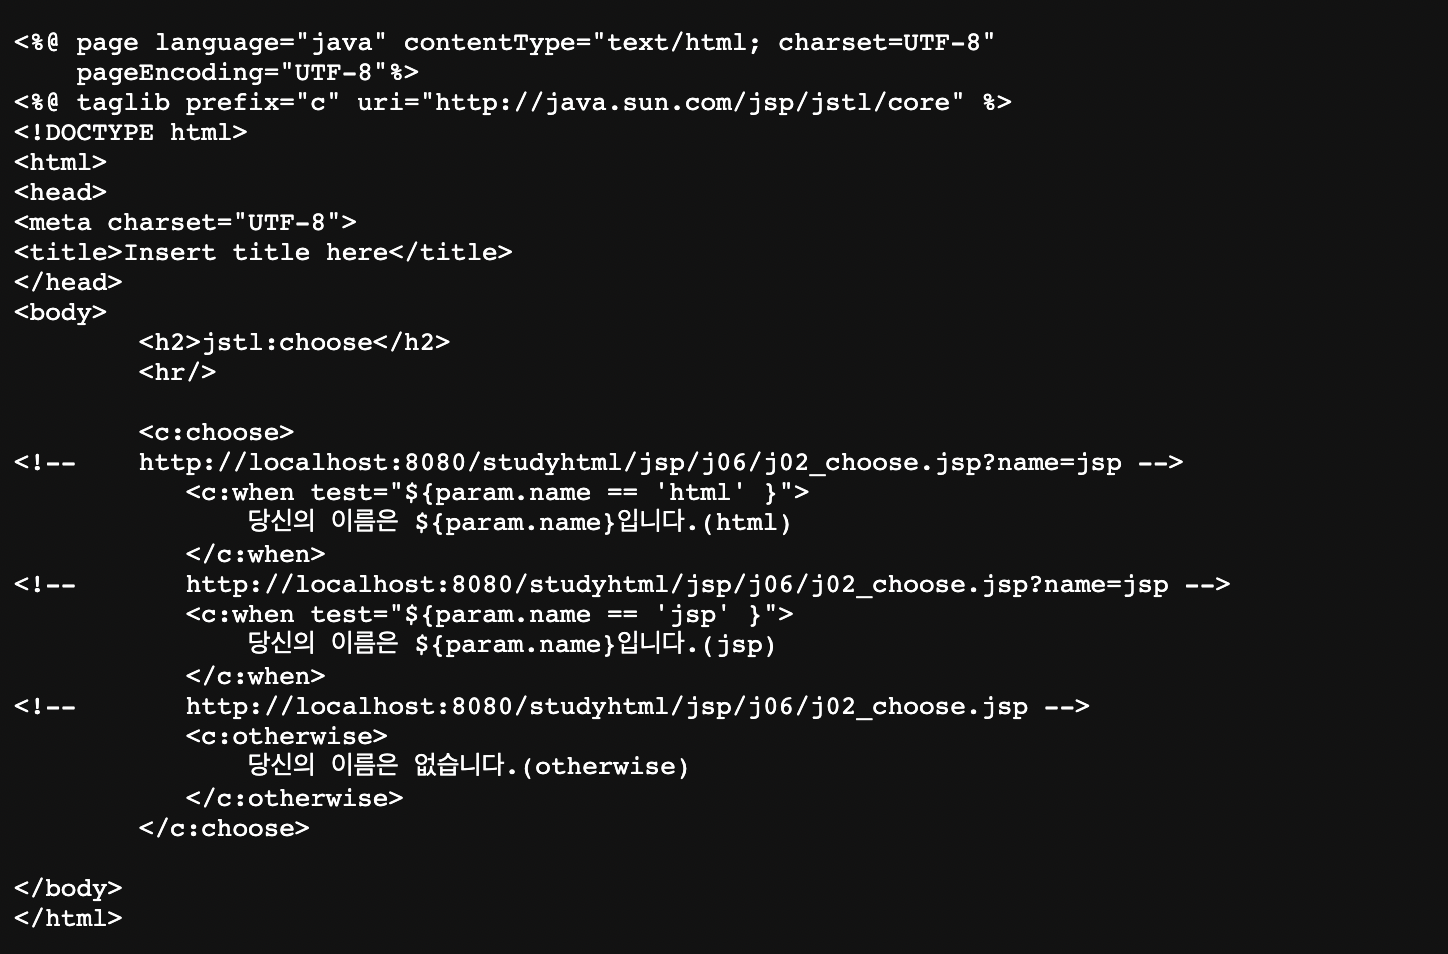 <%@ page language="java" contentType="text/html; charset=UTF-8"
    pageEncoding="UTF-8"%>
<%@ taglib prefix="c" uri="http://java.sun.com/jsp/jstl/core" %>
<!DOCTYPE html>
<html>
<head>
<meta charset="UTF-8">
<title>Insert title here</title>
</head>
<body>
        <h2>jstl:choose</h2>
        <hr/>

        <c:choose>
<!--    http://localhost:8080/studyhtml/jsp/j06/j02_choose.jsp?name=jsp -->
           <c:when test="${param.name == 'html' }">
               당신의 이름은 ${param.name}입니다.(html)
           </c:when>
<!--       http://localhost:8080/studyhtml/jsp/j06/j02_choose.jsp?name=jsp -->
           <c:when test="${param.name == 'jsp' }">
               당신의 이름은 ${param.name}입니다.(jsp)
           </c:when>
<!--       http://localhost:8080/studyhtml/jsp/j06/j02_choose.jsp -->
           <c:otherwise>
               당신의 이름은 없습니다.(otherwise)
           </c:otherwise>
        </c:choose>

</body>
</html>